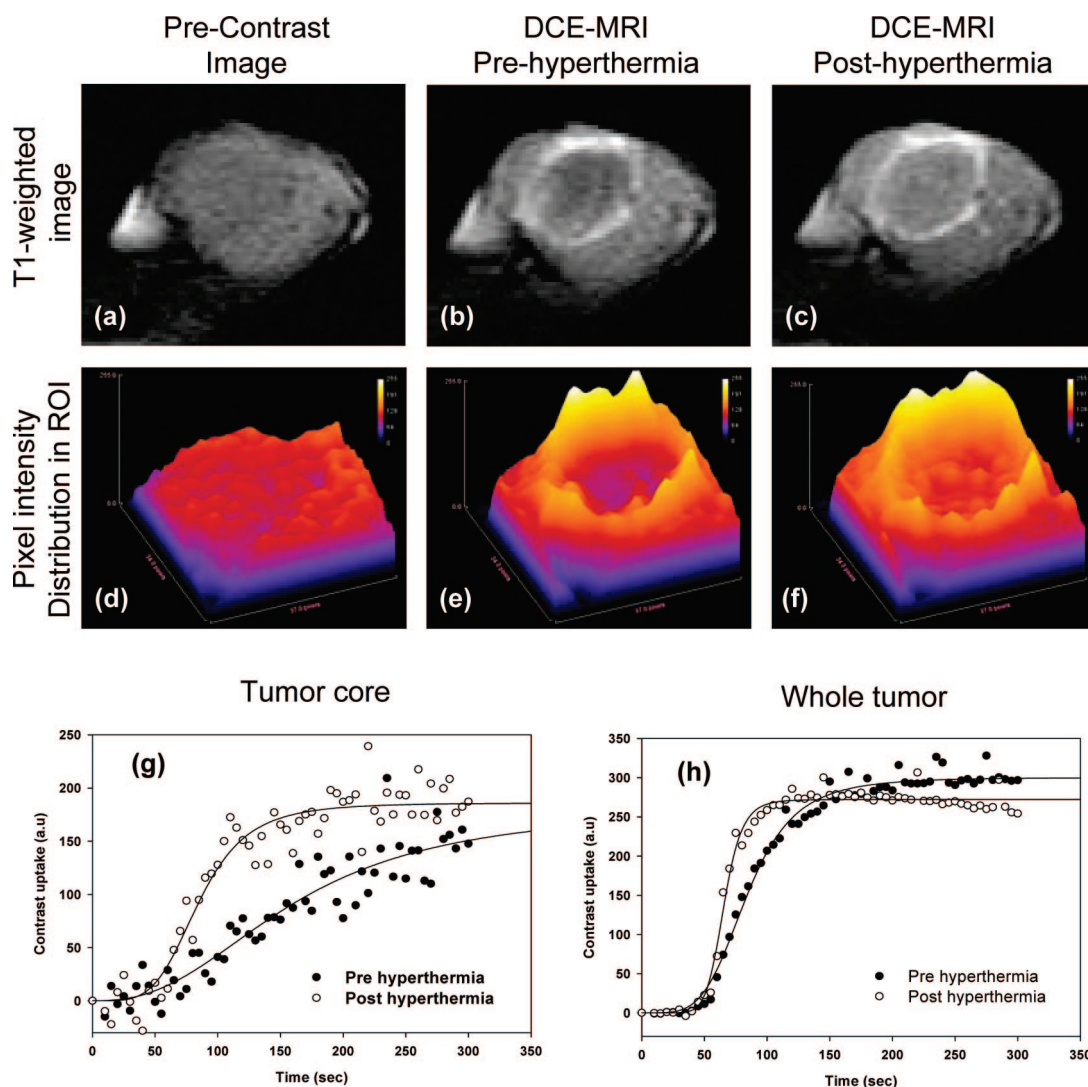 Pre-Contrast
Image
DCE-MRI
Pre-hyperthermia
DCE-MRI
Post-hyperthermia
T1-weighted
image
(a)
(b)
(c)
Pixel intensity
Distribution in ROI
(d)
(e)
(f)
Tumor core
(g)
Contrast uptake (a.u)
250
200
150
100
50
0
Pre hyperthermia
Post hyperthermia
0 50 100 150 200 250 300 350
Time (sec)
Whole tumor
(h)
Contrast uptake (a.u)
350
300
250
200
150
100
50
0
Pre hyperthermia
Post hyperthermia
0 50 100 150 200 250 300 350
Time (sec)